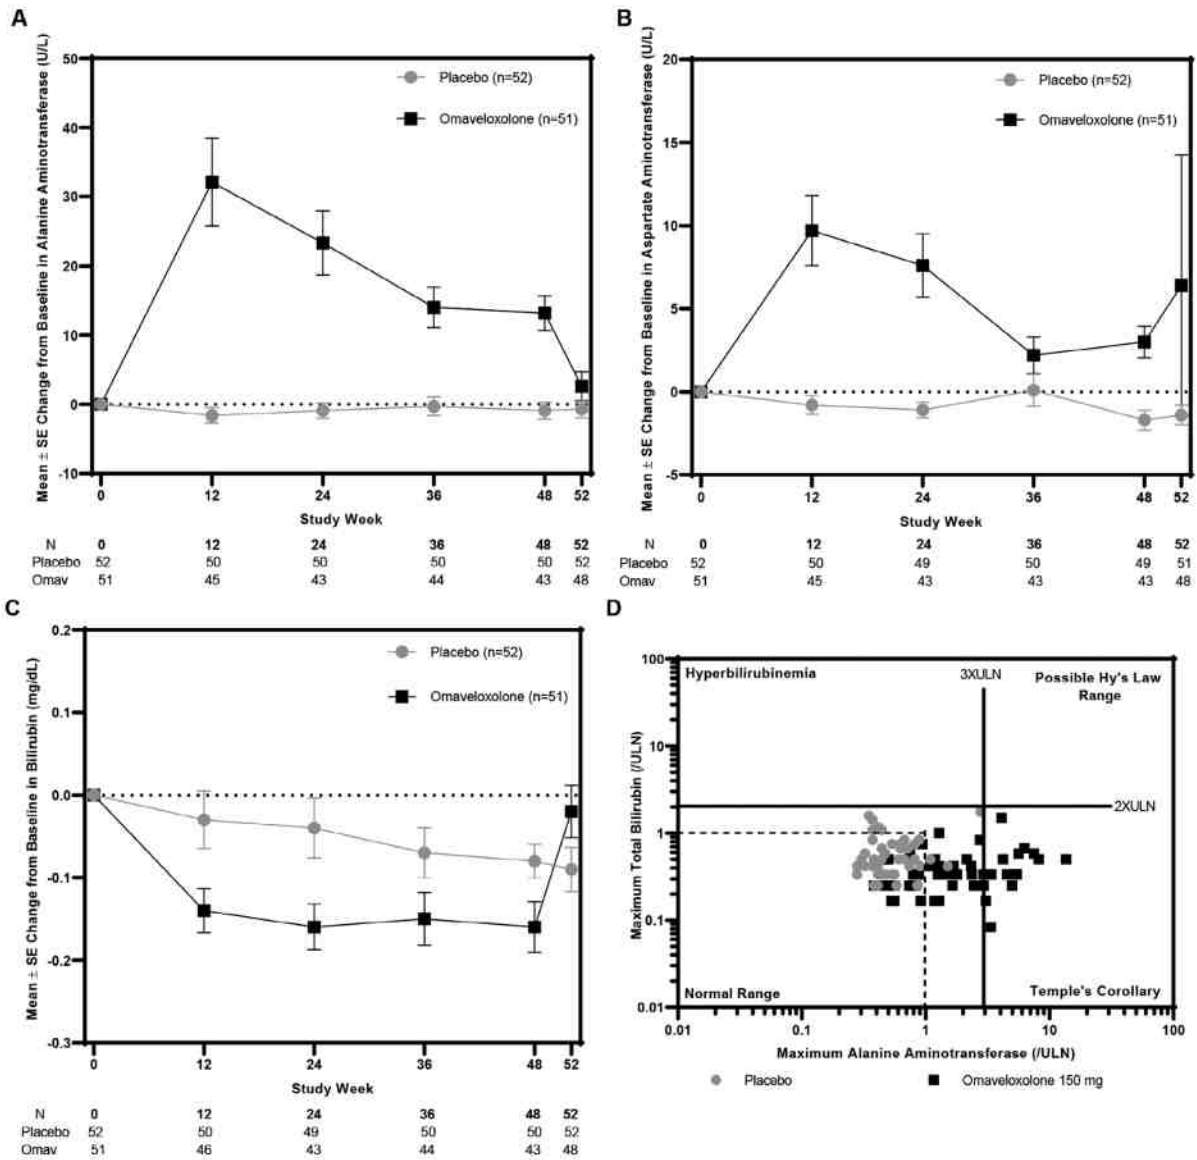 A
Mean ± SE Change from Baseline in Alanine Aminotransferase (U/L)
50
40
30
20
10
0
-10
Placebo (n=52)
Omaveloxolone (n=51)
0 12 24 36 48 52
Study Week
N 0 12 24 36 48 52
Placebo 52 50 50 50 50 52
Omav 51 45 43 44 43 48
B
Mean ± SE Change from Baseline in Aspartate Aminotransferase (U/L)
20
15
10
5
0
-5
Placebo (n=52)
Omaveloxolone (n=51)
0 12 24 36 48 52
Study Week
N 0 12 24 36 48 52
Placebo 52 50 49 50 49 51
Omav 51 45 43 43 43 48
C
Mean ± SE Change from Baseline in Bilirubin (mg/dL)
0.2
0.1
0.0
-0.1
-0.2
-0.3
Placebo (n=52)
Omaveloxolone (n=51)
0 12 24 36 48 52
Study Week
N 0 12 24 36 48 52
Placebo 52 50 49 50 50 52
Omav 51 46 43 44 43 48
D
Maximum Total Bilirubin (/ULN)
100
10
1
0.1
0.01
Hyperbilirubinemia
3XULN
Possible Hy's Law
Range
2XULN
Normal Range
Temple's Corollary
0.01 0.1 1 10 100
Maximum Alanine Aminotransferase (/ULN)
Placebo
Omaveloxolone 150 mg